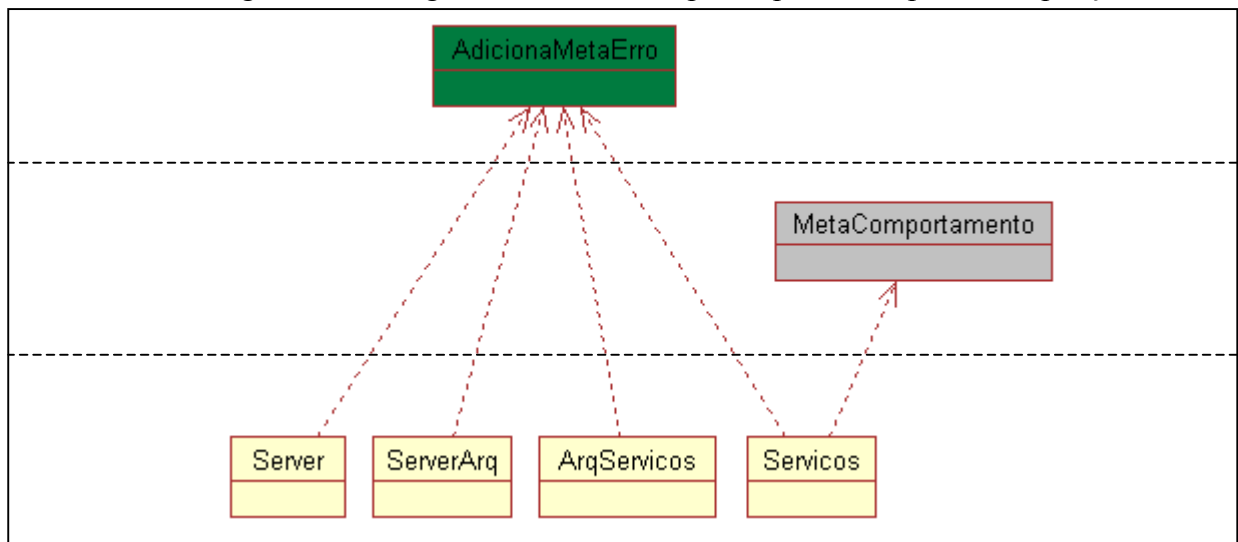 AdicionaMetaErro
MetaComportamento
Server
ServerArq
ArqServicos
Servicos